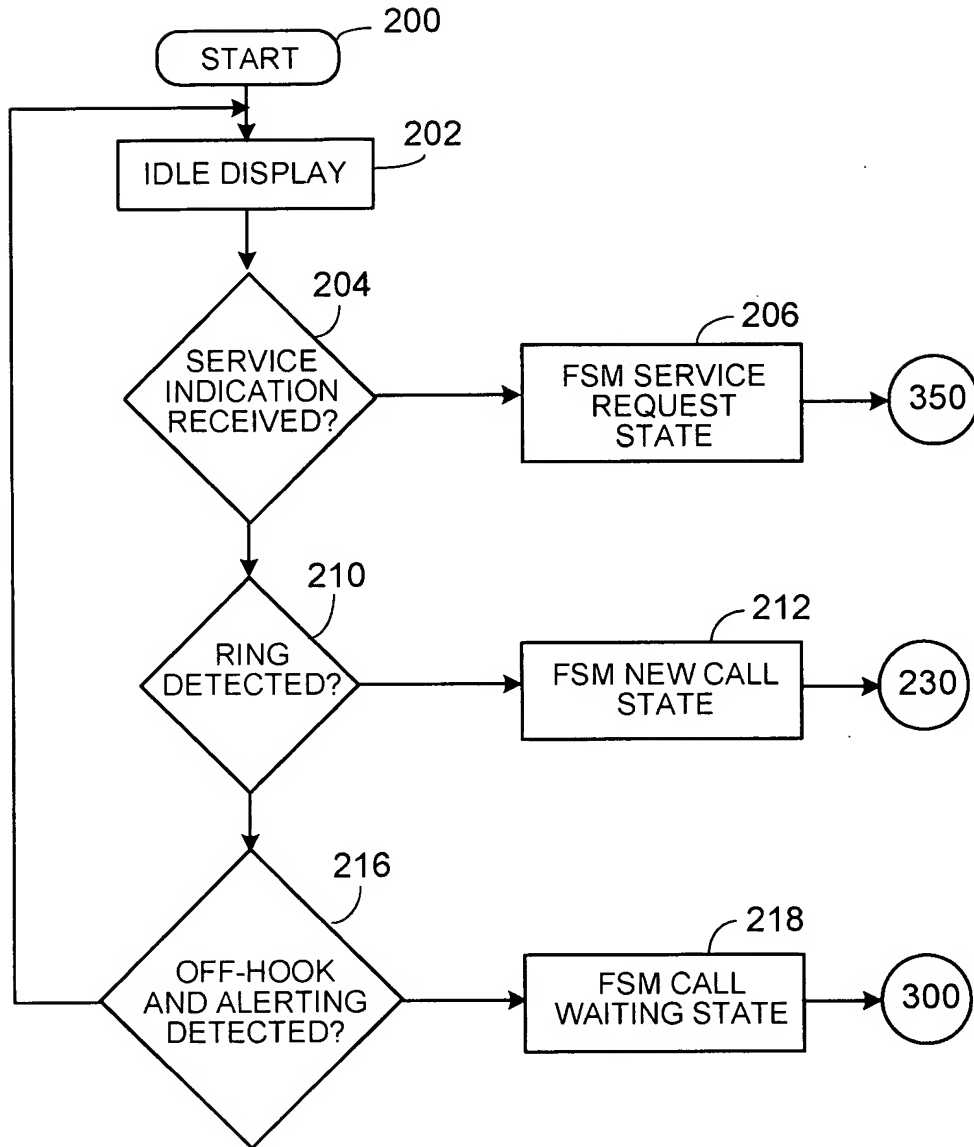 200
START
202
IDLE DISPLAY
204
SERVICE
INDICATION
RECEIVED?
206
FSM SERVICE
REQUEST
STATE
350
210
RING
DETECTED?
212
FSM NEW CALL
STATE
230
216
OFF-HOOK
AND ALERTING
DETECTED?
218
FSM CALL
WAITING STATE
300